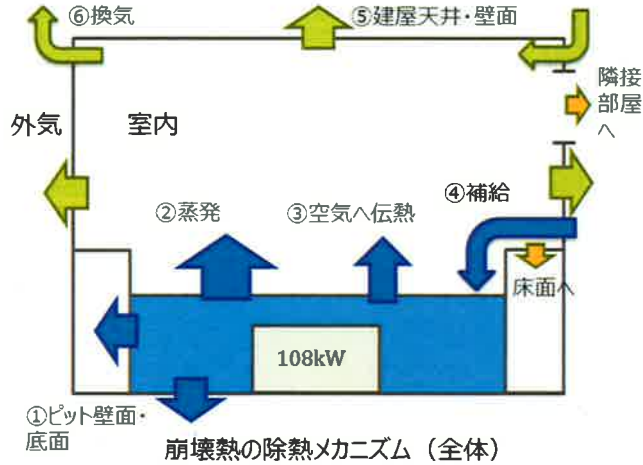 ⑥換気
⑤建屋天井・壁面
隣接
部屋
へ
外気
室内
②蒸発
③空気へ伝熱
④補給
床面へ
108kW
①ピット壁面・
底面
崩壊熱の除熱メカニズム（全体）